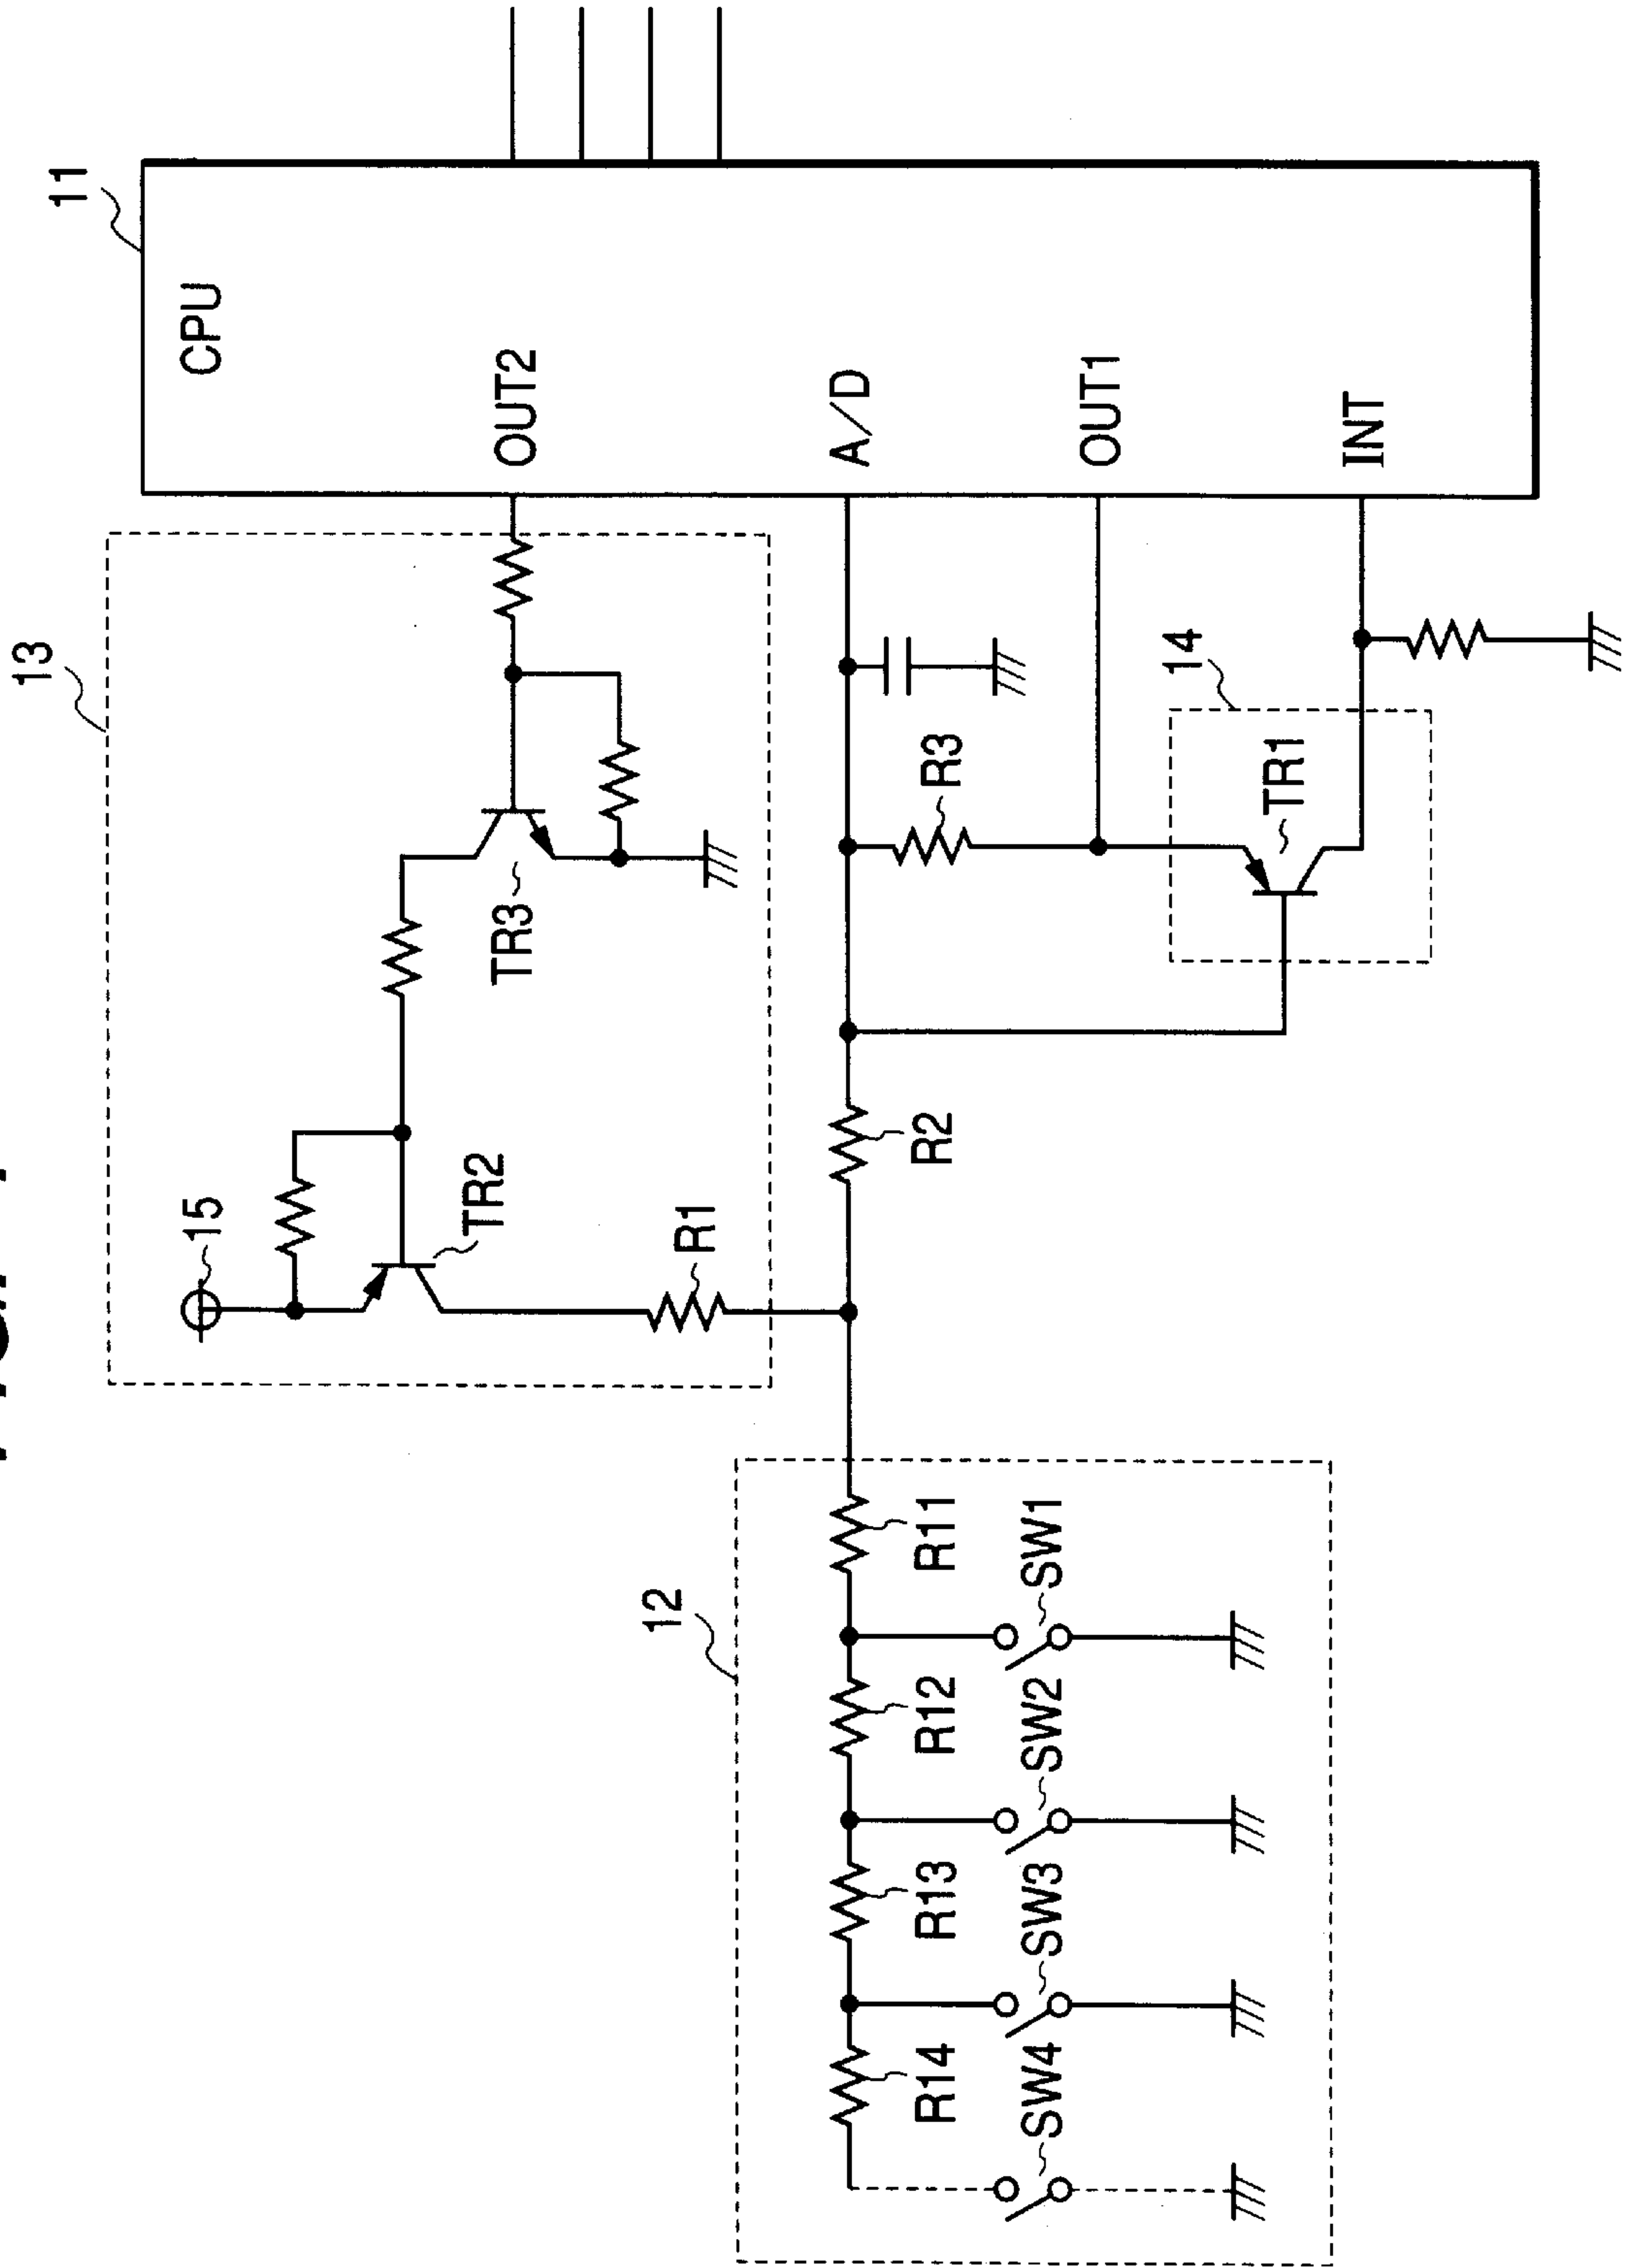 11
CPU
OUT2
A/D
OUT1
INT
13
TR3
15
TR2
R1
R2
R3
14
TR1
12
R11
R12
R13
R14
SW1
SW2
SW3
SW4